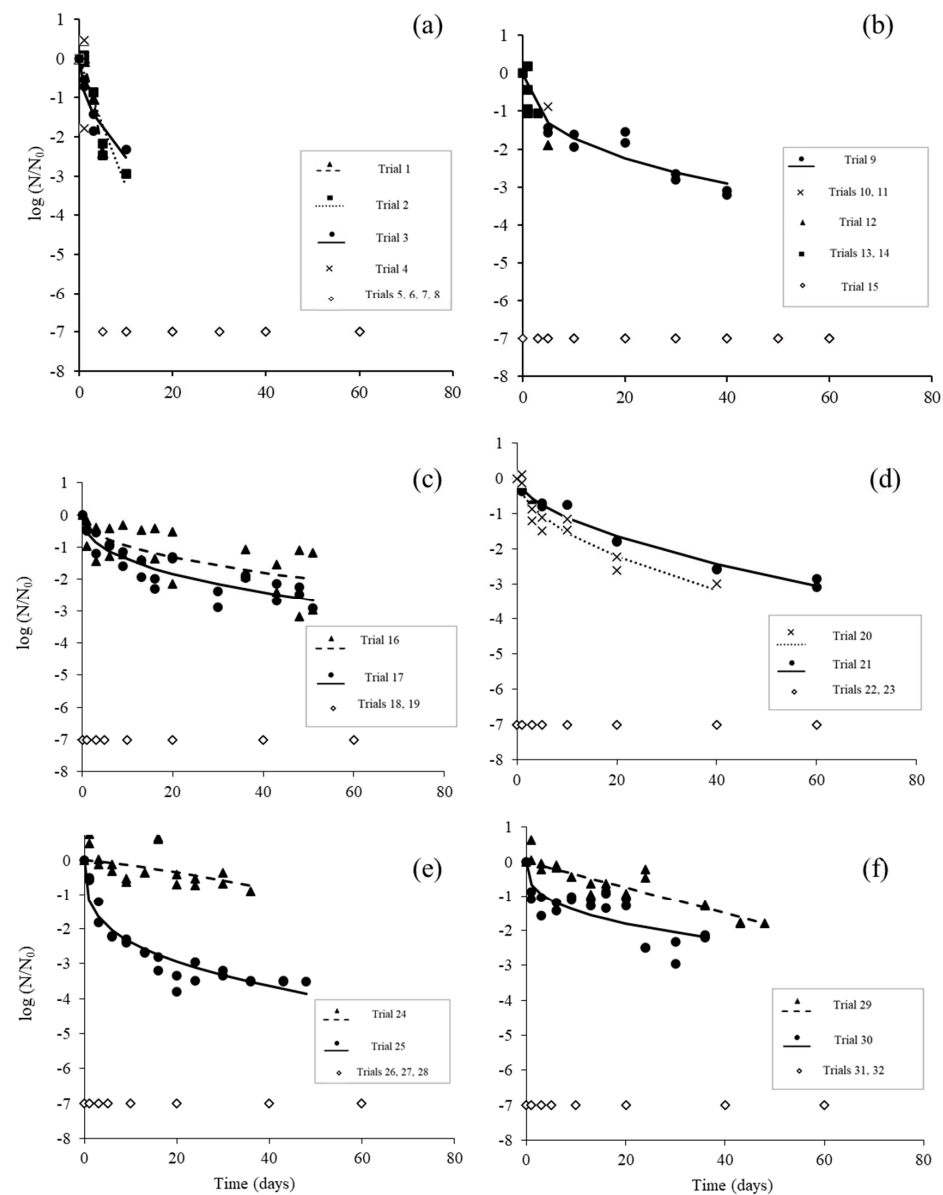 (a)
1
0
-1
-2
-3
-4
-5
-6
-7
-8
log (N/N0)
0 20 40 60 80
Trial 1
Trial 2
Trial 3
Trial 4
Trials 5, 6, 7, 8
(b)
1
0
-1
-2
-3
-4
-5
-6
-7
-8
0 20 40 60 80
Trial 9
Trials 10, 11
Trial 12
Trials 13, 14
Trial 15
(c)
1
0
-1
-2
-3
-4
-5
-6
-7
-8
log (N/N0)
0 20 40 60 80
Trial 16
Trial 17
Trials 18, 19
(d)
1
0
-1
-2
-3
-4
-5
-6
-7
-8
0 20 40 60 80
Trial 20
Trial 21
Trials 22, 23
(e)
0
-1
-2
-3
-4
-5
-6
-7
-8
log (N/N0)
0 20 40 60 80
Time (days)
Trial 24
Trial 25
Trials 26, 27, 28
(f)
1
0
-1
-2
-3
-4
-5
-6
-7
-8
0 20 40 60 80
Time (days)
Trial 29
Trial 30
Trials 31, 32